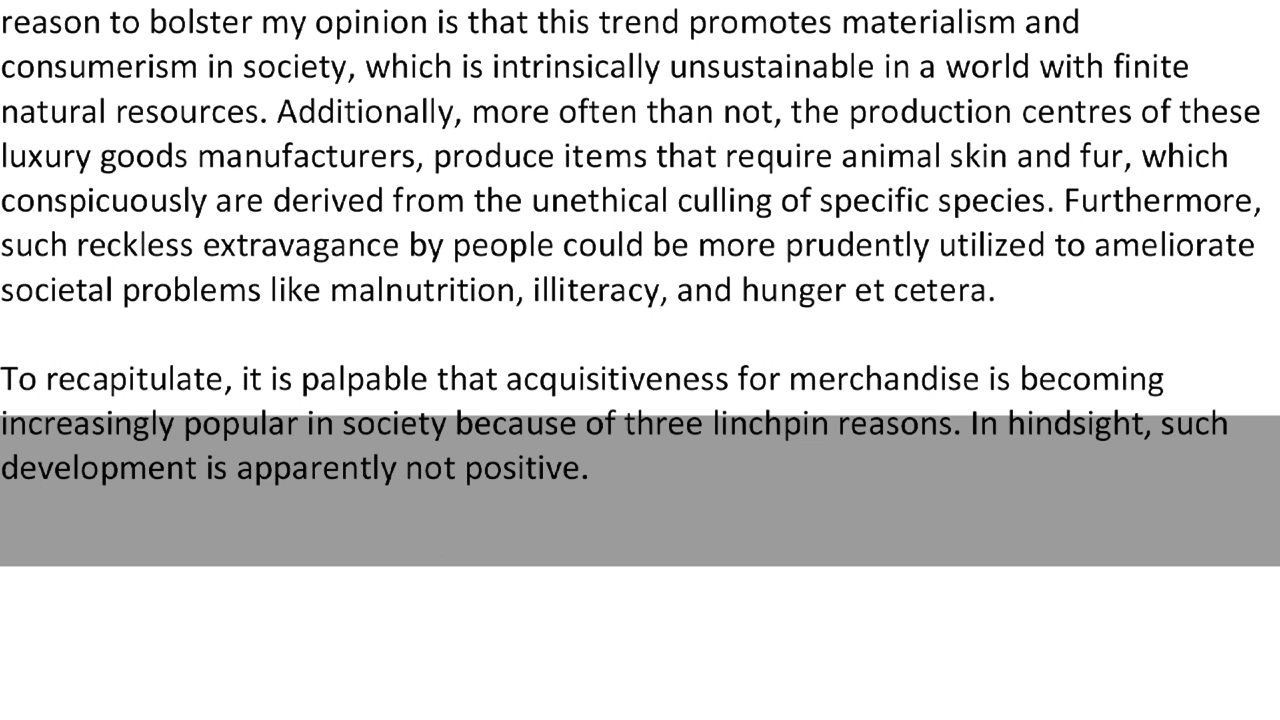 reason to bolster my opinion is that this trend promotes materialism and
consumerism in society, which is intrinsically unsustainable in a world with finite
natural resources. Additionally, more often than not, the production centres of these
luxury goods manufacturers, produce items that require animal skin and fur, which
conspicuously are derived from the unethical culling of specific species. Furthermore,
such reckless extravagance by people could be more prudently utilized to ameliorate
societal problems like malnutrition, illiteracy, and hunger et cetera.
To recapitulate, it is palpable that acquisitiveness for merchandise is becoming
increasingly popular in society because of three linchpin reasons. In hindsight, such
development is apparently not positive.